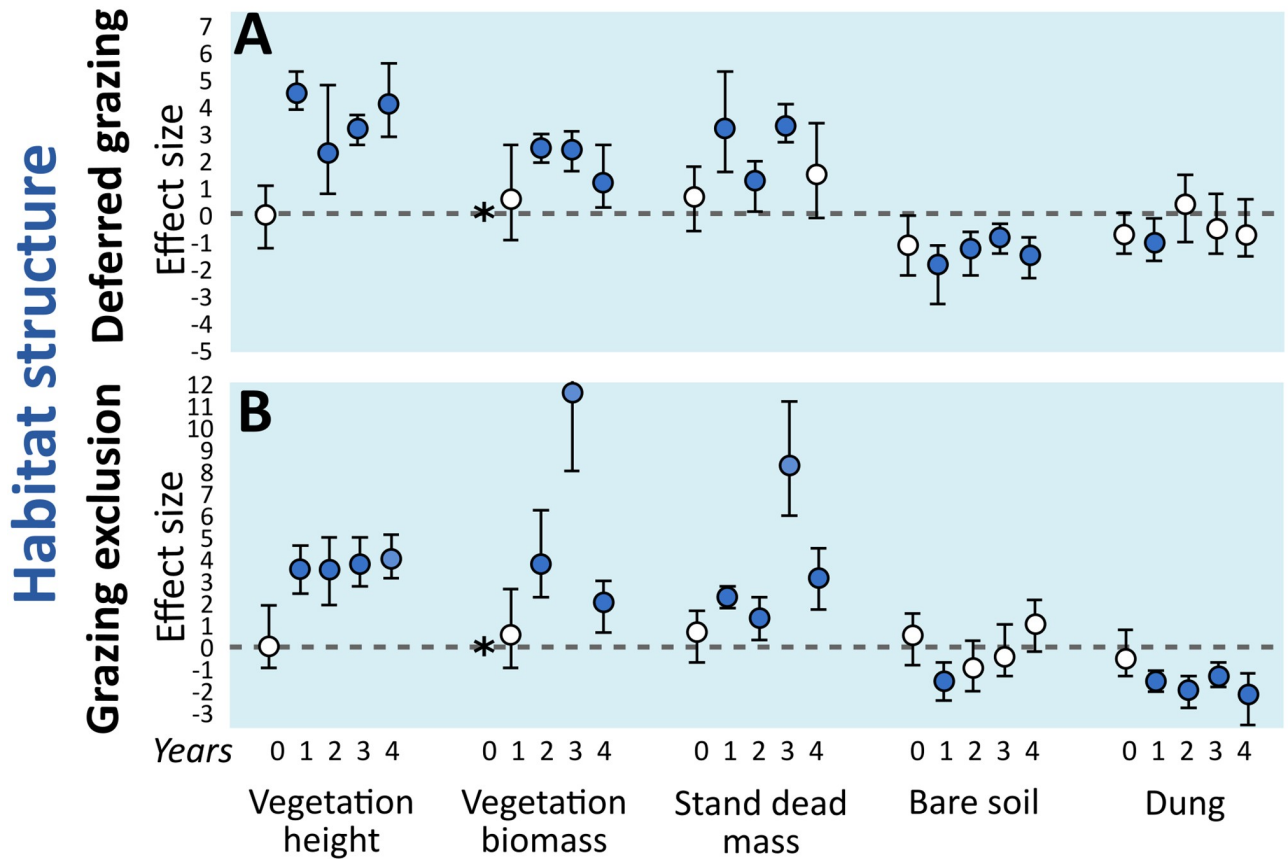 Habitat structure
Deferred grazing
Effect size
A
7
6
5
4
3
2
1
0
-1
-2
-3
-4
-5
Grazing exclusion
Effect size
B
12
11
10
9
8
7
6
5
4
3
2
1
0
-1
-2
-3
*
*
Years 0 1 2 3 4 0 1 2 3 4 0 1 2 3 4 0 1 2 3 4 0 1 2 3 4
Vegetation
height
Vegetation
biomass
Stand dead
mass
Bare soil
Dung